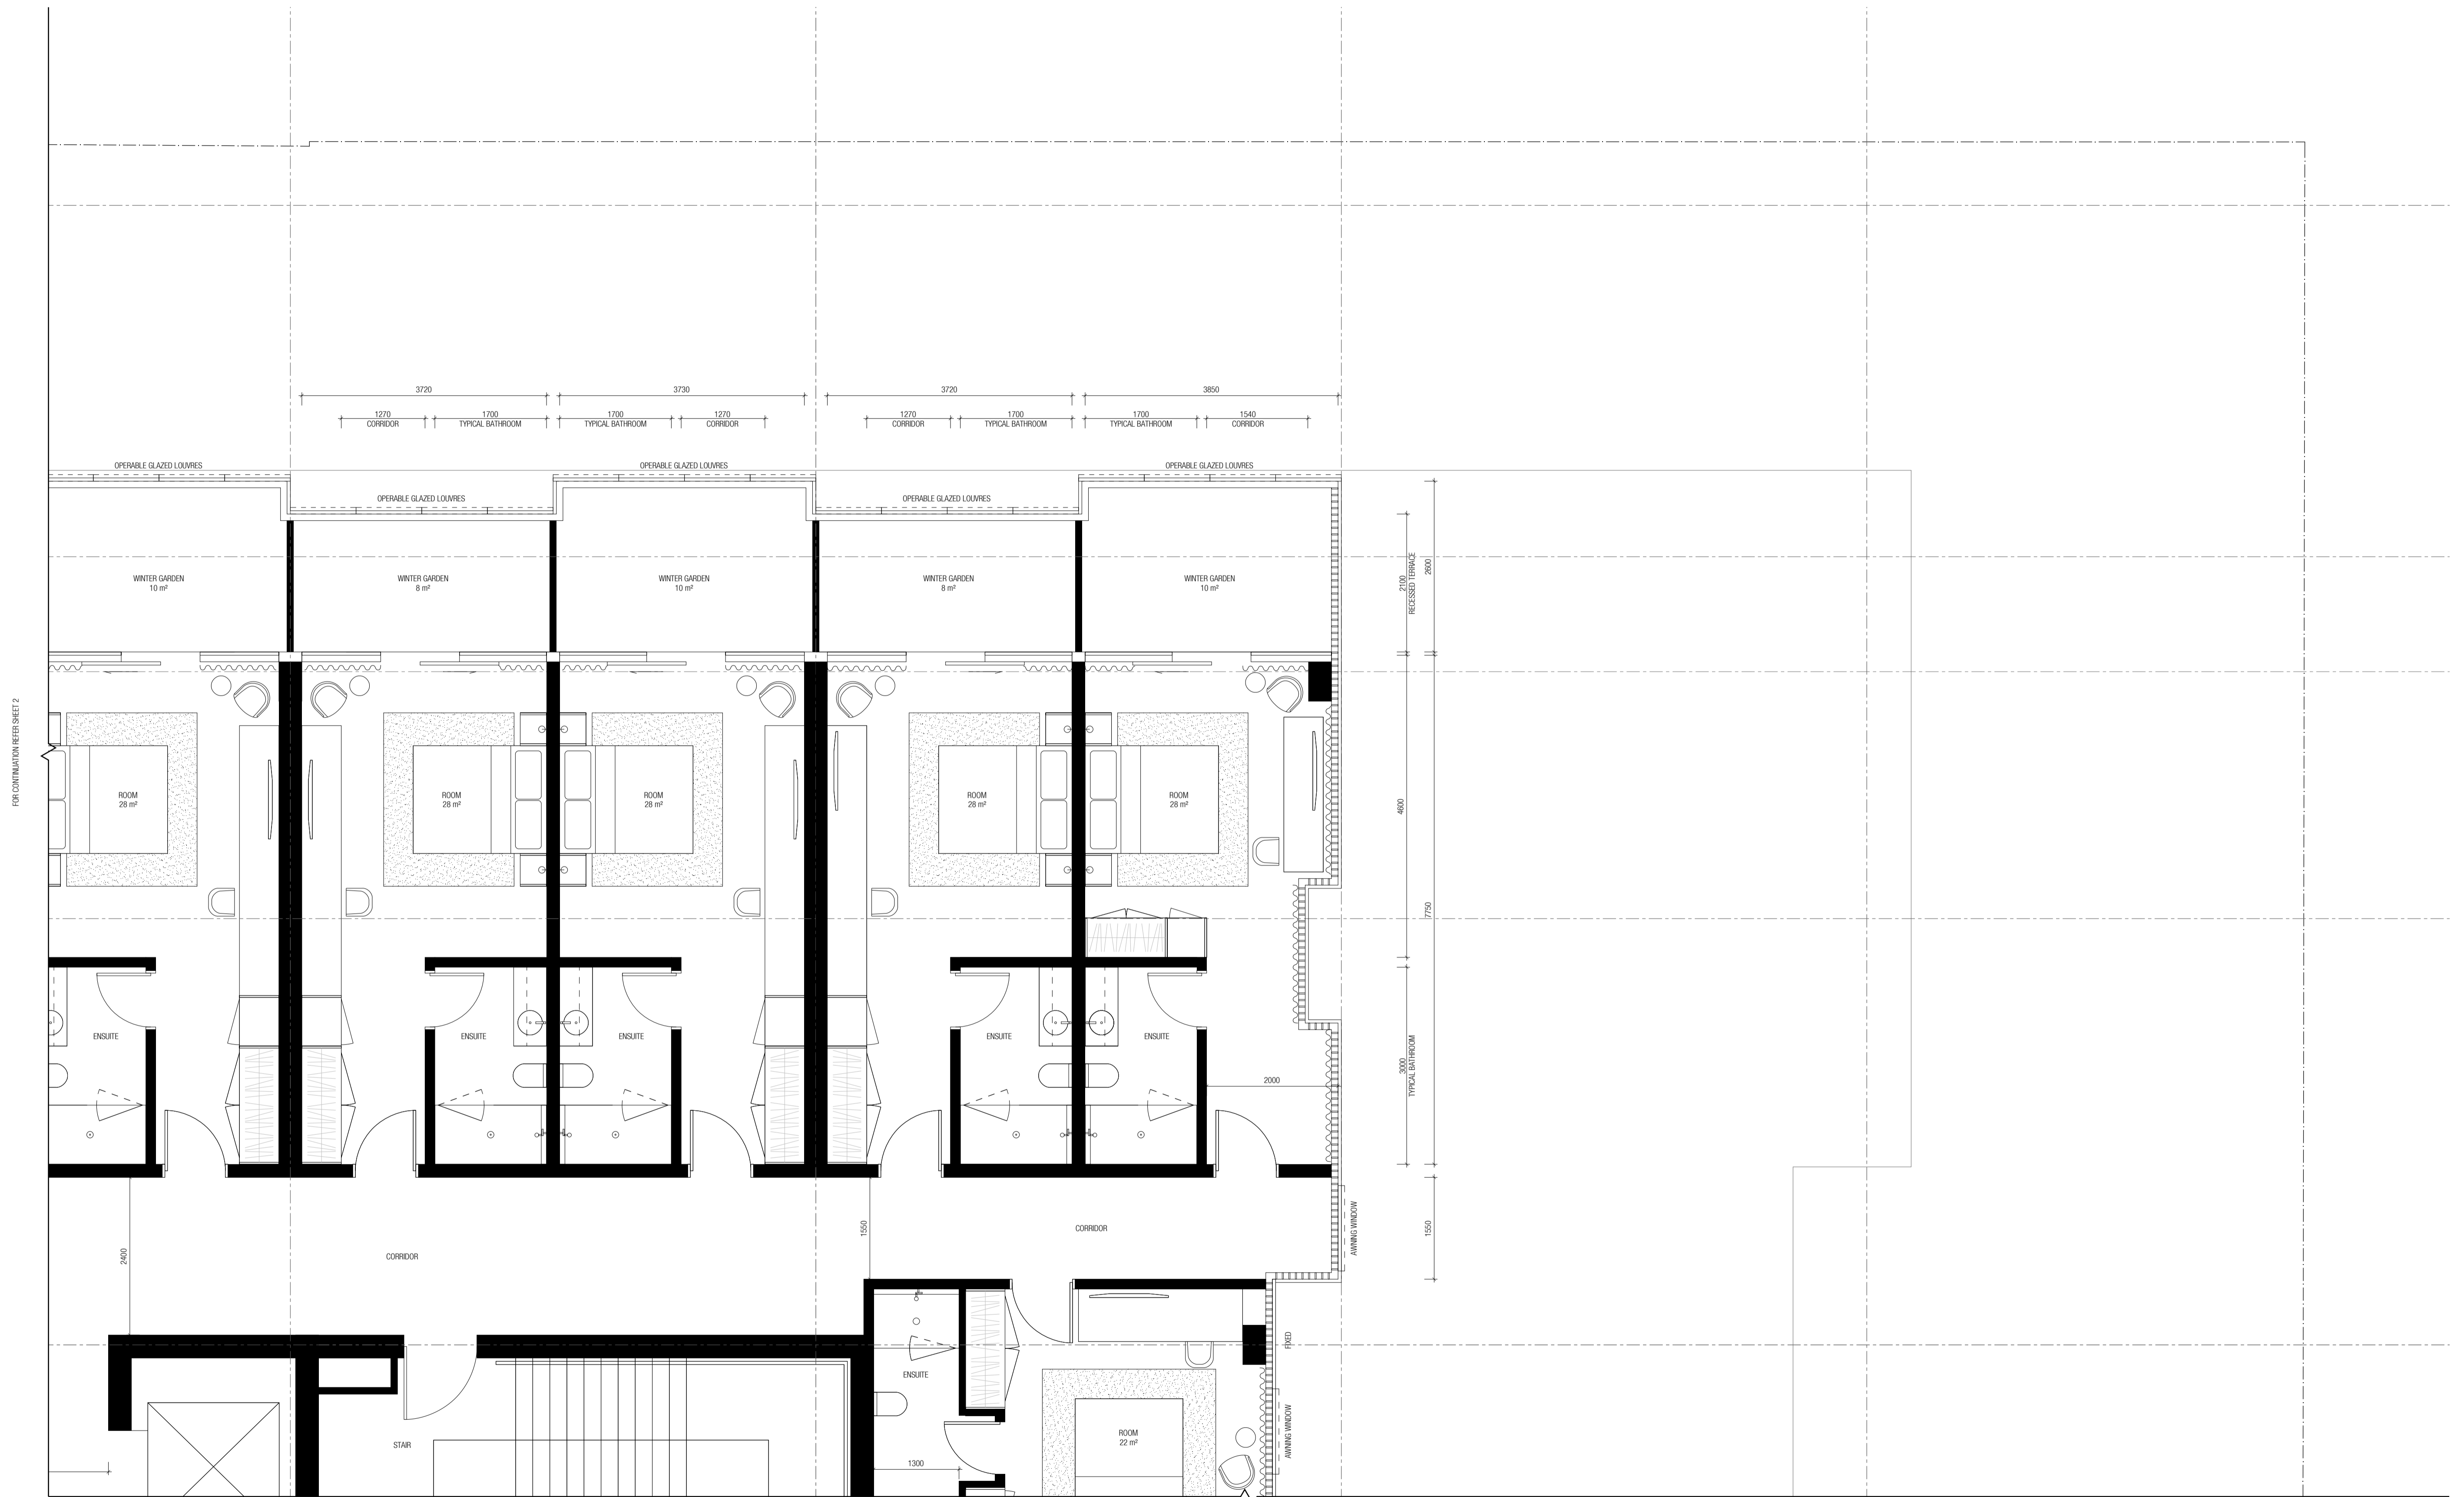 3720
3730
3720
3850
1270
CORRIDOR
1700
TYPICAL BATHROOM
1700
TYPICAL BATHROOM
1270
CORRIDOR
1270
CORRIDOR
1700
TYPICAL BATHROOM
1700
TYPICAL BATHROOM
1540
CORRIDOR
OPERABLE GLAZED LOUVRES
OPERABLE GLAZED LOUVRES
OPERABLE GLAZED LOUVRES
OPERABLE GLAZED LOUVRES
OPERABLE GLAZED LOUVRES
WINTER GARDEN
10 m²
WINTER GARDEN
8 m²
WINTER GARDEN
10 m²
WINTER GARDEN
8 m²
WINTER GARDEN
10 m²
2100
RECESSED TERRACE
2600
FOR CONTINUATION REFER SHEET 2
ROOM
28 m²
ROOM
28 m²
ROOM
28 m²
ROOM
28 m²
ROOM
28 m²
4600
7750
ENSUITE
ENSUITE
ENSUITE
ENSUITE
ENSUITE
2000
3000
TYPICAL BATHROOM
2400
CORRIDOR
1550
CORRIDOR
AWNING WINDOW
1550
FIXED
ENSUITE
STAIR
1300
ROOM
22 m²
AWNING WINDOW